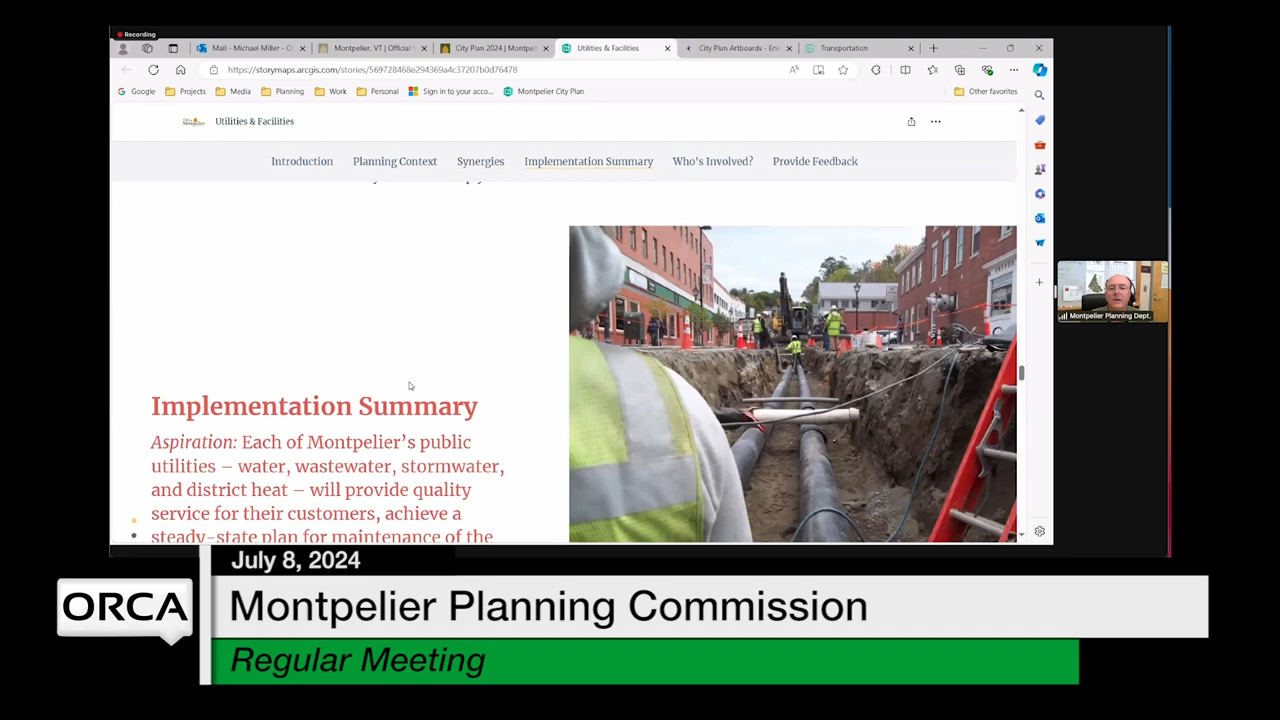 Recording
Mail - Michael Miller - O
Montpelier, VT | Official
City Plan 2024 | Montpel
Utilities & Facilities
City Plan Artboards - En
Transportation
https://storymaps.arcgis.com/stories/569728468e294369a4c37207b0d76478
Google
Projects
Media
Planning
Work
Personal
Sign in to your acco...
Montpelier City Plan
Other favorites
Utilities & Facilities
Introduction
Planning Context
Synergies
Implementation Summary
Who's Involved?
Provide Feedback
Implementation Summary
Aspiration: Each of Montpelier's public
utilities – water, wastewater, stormwater,
and district heat – will provide quality
service for their customers, achieve a
steady-state plan for maintenance of the
Montpelier Planning Dept.
July 8, 2024
ORCA
Montpelier Planning Commission
Regular Meeting